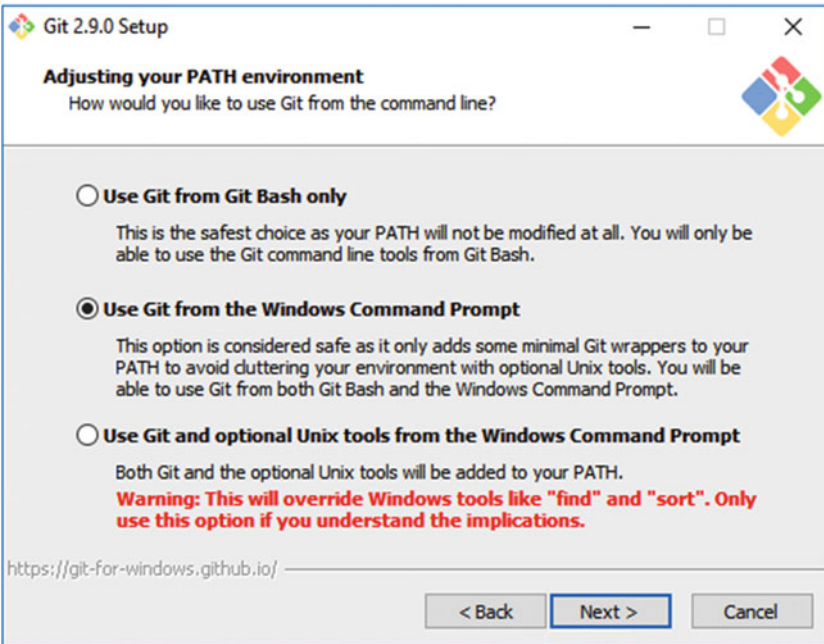 Git 2.9.0 Setup
Adjusting your PATH environment
How would you like to use Git from the command line?
Use Git from Git Bash only
This is the safest choice as your PATH will not be modified at all. You will only be
able to use the Git command line tools from Git Bash.
Use Git from the Windows Command Prompt
This option is considered safe as it only adds some minimal Git wrappers to your
PATH to avoid cluttering your environment with optional Unix tools. You will be
able to use Git from both Git Bash and the Windows Command Prompt.
Use Git and optional Unix tools from the Windows Command Prompt
Both Git and the optional Unix tools will be added to your PATH.
Warning: This will override Windows tools like "find" and "sort". Only
use this option if you understand the implications.
https://git-for-windows.github.io/
< Back Next > Cancel